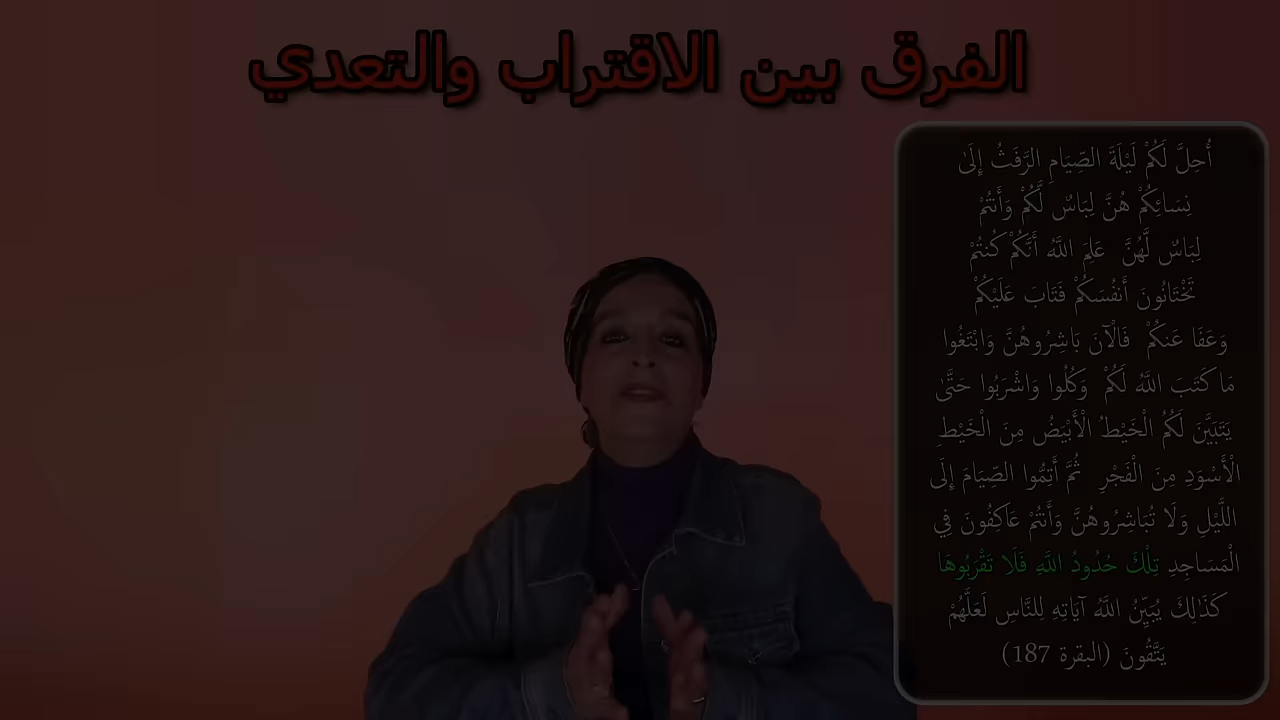 الفرق بين الاقتراب والتعدي
أُحِلَّ لَكُمْ لَيْلَةَ الصِّيَامِ الرَّفَثُ إِلَىٰ
نِسَائِكُمْ هُنَّ لِبَاسٌ لَّكُمْ وَأَنتُمْ
لِبَاسٌ لَّهُنَّ عَلِمَ اللَّهُ أَنَّكُمْ كُنتُمْ
تَخْتَانُونَ أَنفُسَكُمْ فَتَابَ عَلَيْكُمْ
وَعَفَا عَنكُمْ فَالْآنَ بَاشِرُوهُنَّ وَابْتَغُوا
مَا كَتَبَ اللَّهُ لَكُمْ وَكُلُوا وَاشْرَبُوا حَتَّىٰ
يَتَبَيَّنَ لَكُمُ الْخَيْطُ الْأَبْيَضُ مِنَ الْخَيْطِ
الْأَسْوَدِ مِنَ الْفَجْرِ ثُمَّ أَتِمُّوا الصِّيَامَ إِلَى
اللَّيْلِ وَلَا تُبَاشِرُوهُنَّ وَأَنتُمْ عَاكِفُونَ فِي
الْمَسَاجِدِ تِلْكَ حُدُودُ اللَّهِ فَلَا تَقْرَبُوهَا
كَذَٰلِكَ يُبَيِّنُ اللَّهُ آيَاتِهِ لِلنَّاسِ لَعَلَّهُمْ
يَتَّقُونَ (البقرة 187)